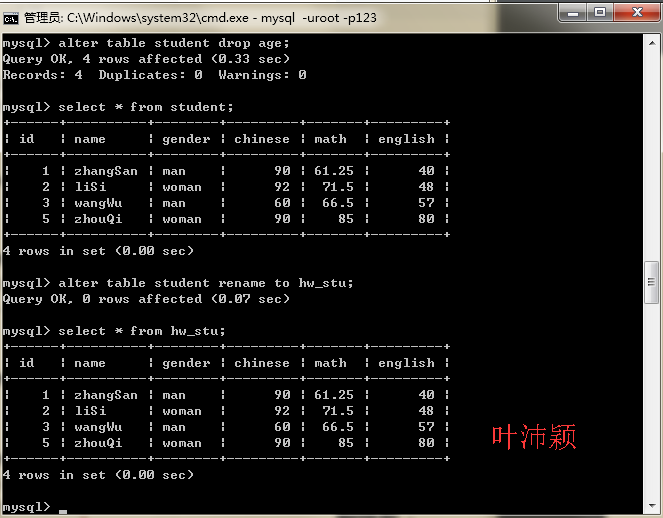 管理员: C:\Windows\system32\cmd.exe - mysql  -uroot -p123
mysql> alter table student drop age;
Query OK, 4 rows affected (0.33 sec)
Records: 4  Duplicates: 0  Warnings: 0
mysql> select * from student;
+------+----------+--------+---------+-------+---------+
| id   | name     | gender | chinese | math  | english |
+------+----------+--------+---------+-------+---------+
|    1 | zhangSan | man    |      90 | 61.25 |      40 |
|    2 | liSi     | woman  |      92 |  71.5 |      48 |
|    3 | wangWu   | man    |      60 |  66.5 |      57 |
|    5 | zhouQi   | woman  |      90 |    85 |      80 |
+------+----------+--------+---------+-------+---------+
4 rows in set (0.00 sec)
mysql> alter table student rename to hw_stu;
Query OK, 0 rows affected (0.07 sec)
mysql> select * from hw_stu;
+------+----------+--------+---------+-------+---------+
| id   | name     | gender | chinese | math  | english |
+------+----------+--------+---------+-------+---------+
|    1 | zhangSan | man    |      90 | 61.25 |      40 |
|    2 | liSi     | woman  |      92 |  71.5 |      48 |
|    3 | wangWu   | man    |      60 |  66.5 |      57 |
|    5 | zhouQi   | woman  |      90 |    85 |      80 |
+------+----------+--------+---------+-------+---------+
叶沛颖
4 rows in set (0.00 sec)
mysql> _